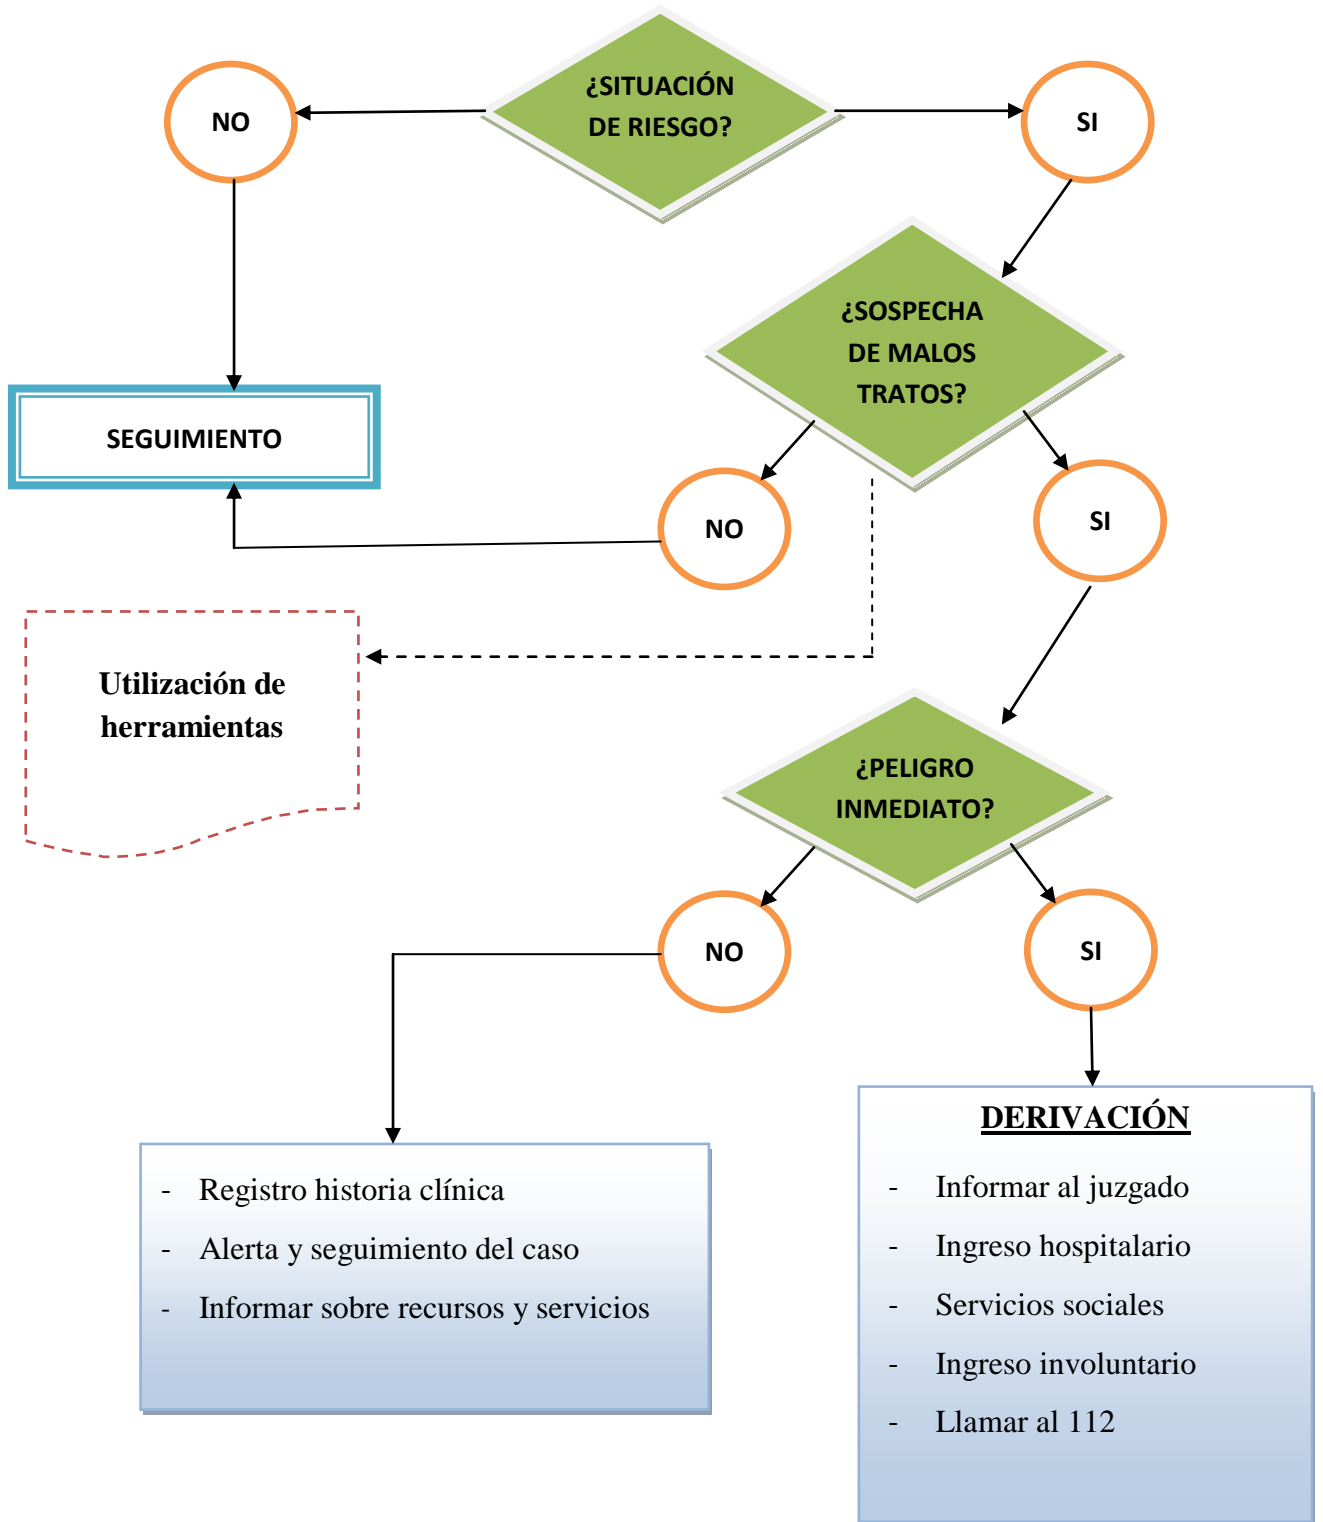 ¿SITUACIÓN
DE RIESGO?
NO
SI
¿SOSPECHA
DE MALOS
TRATOS?
SEGUIMIENTO
NO
SI
Utilización de
herramientas
¿PELIGRO
INMEDIATO?
NO
SI
- Registro historia clínica
- Alerta y seguimiento del caso
- Informar sobre recursos y servicios
DERIVACIÓN
- Informar al juzgado
- Ingreso hospitalario
- Servicios sociales
- Ingreso involuntario
- Llamar al 112